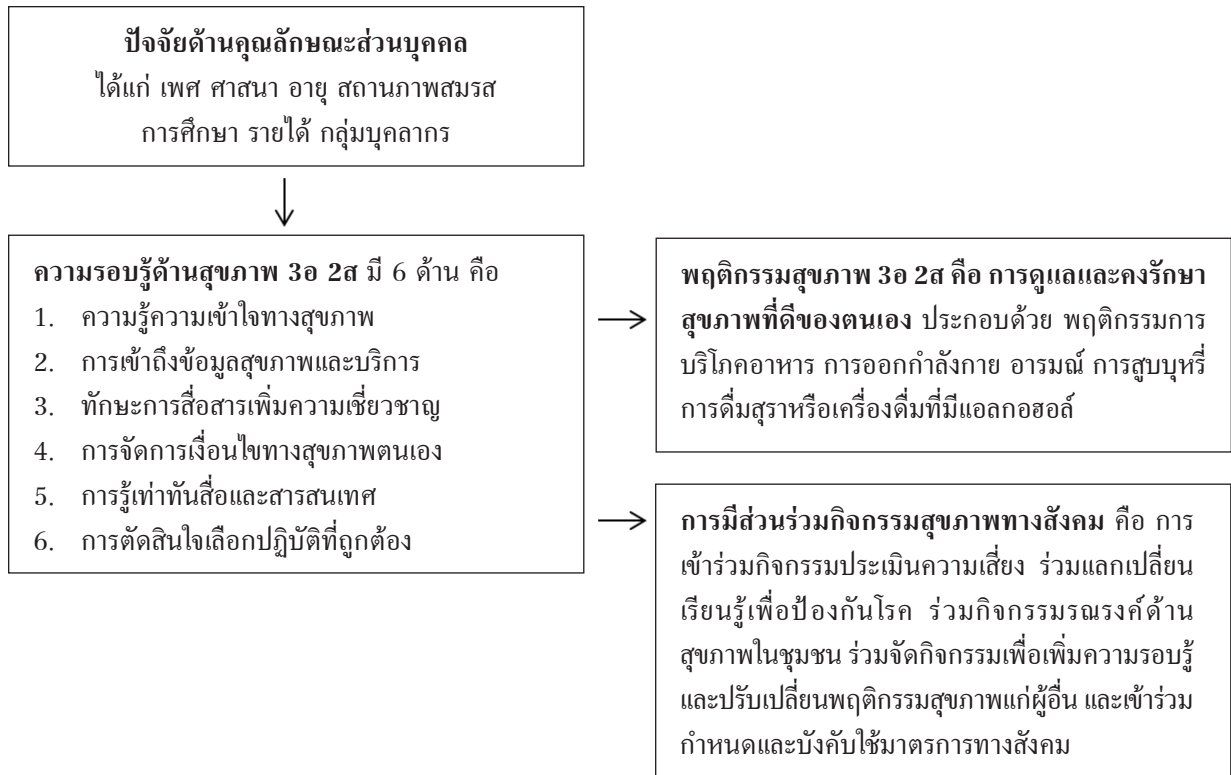 ปัจจัยด้านคุณลักษณะส่วนบุคคล
ได้แก่ เพศ ศาสนา อายุ สถานภาพสมรส
การศึกษา รายได้ กลุ่มบุคลากร
ความรอบรู้ด้านสุขภาพ 3อ 2ส มี 6 ด้าน คือ
1. ความรู้ความเข้าใจทางสุขภาพ
2. การเข้าถึงข้อมูลสุขภาพและบริการ
3. ทักษะการสื่อสารเพิ่มความเชี่ยวชาญ
4. การจัดการเงื่อนไขทางสุขภาพตนเอง
5. การรู้เท่าทันสื่อและสารสนเทศ
6. การตัดสินใจเลือกปฏิบัติที่ถูกต้อง
พฤติกรรมสุขภาพ 3อ 2ส คือ การดูแลและคงรักษา
สุขภาพที่ดีของตนเอง ประกอบด้วย พฤติกรรมการ
บริโภคอาหาร การออกกำลังกาย อารมณ์ การสูบบุหรี่
การดื่มสุราหรือเครื่องดื่มที่มีแอลกอฮอล์
การมีส่วนร่วมกิจกรรมสุขภาพทางสังคม คือ การ
เข้าร่วมกิจกรรมประเมินความเสี่ยง ร่วมแลกเปลี่ยน
เรียนรู้เพื่อป้องกันโรค ร่วมกิจกรรมรณรงค์ด้าน
สุขภาพในชุมชน ร่วมจัดกิจกรรมเพื่อเพิ่มความรอบรู้
และปรับเปลี่ยนพฤติกรรมสุขภาพแก่ผู้อื่น และเข้าร่วม
กำหนดและบังคับใช้มาตรการทางสังคม